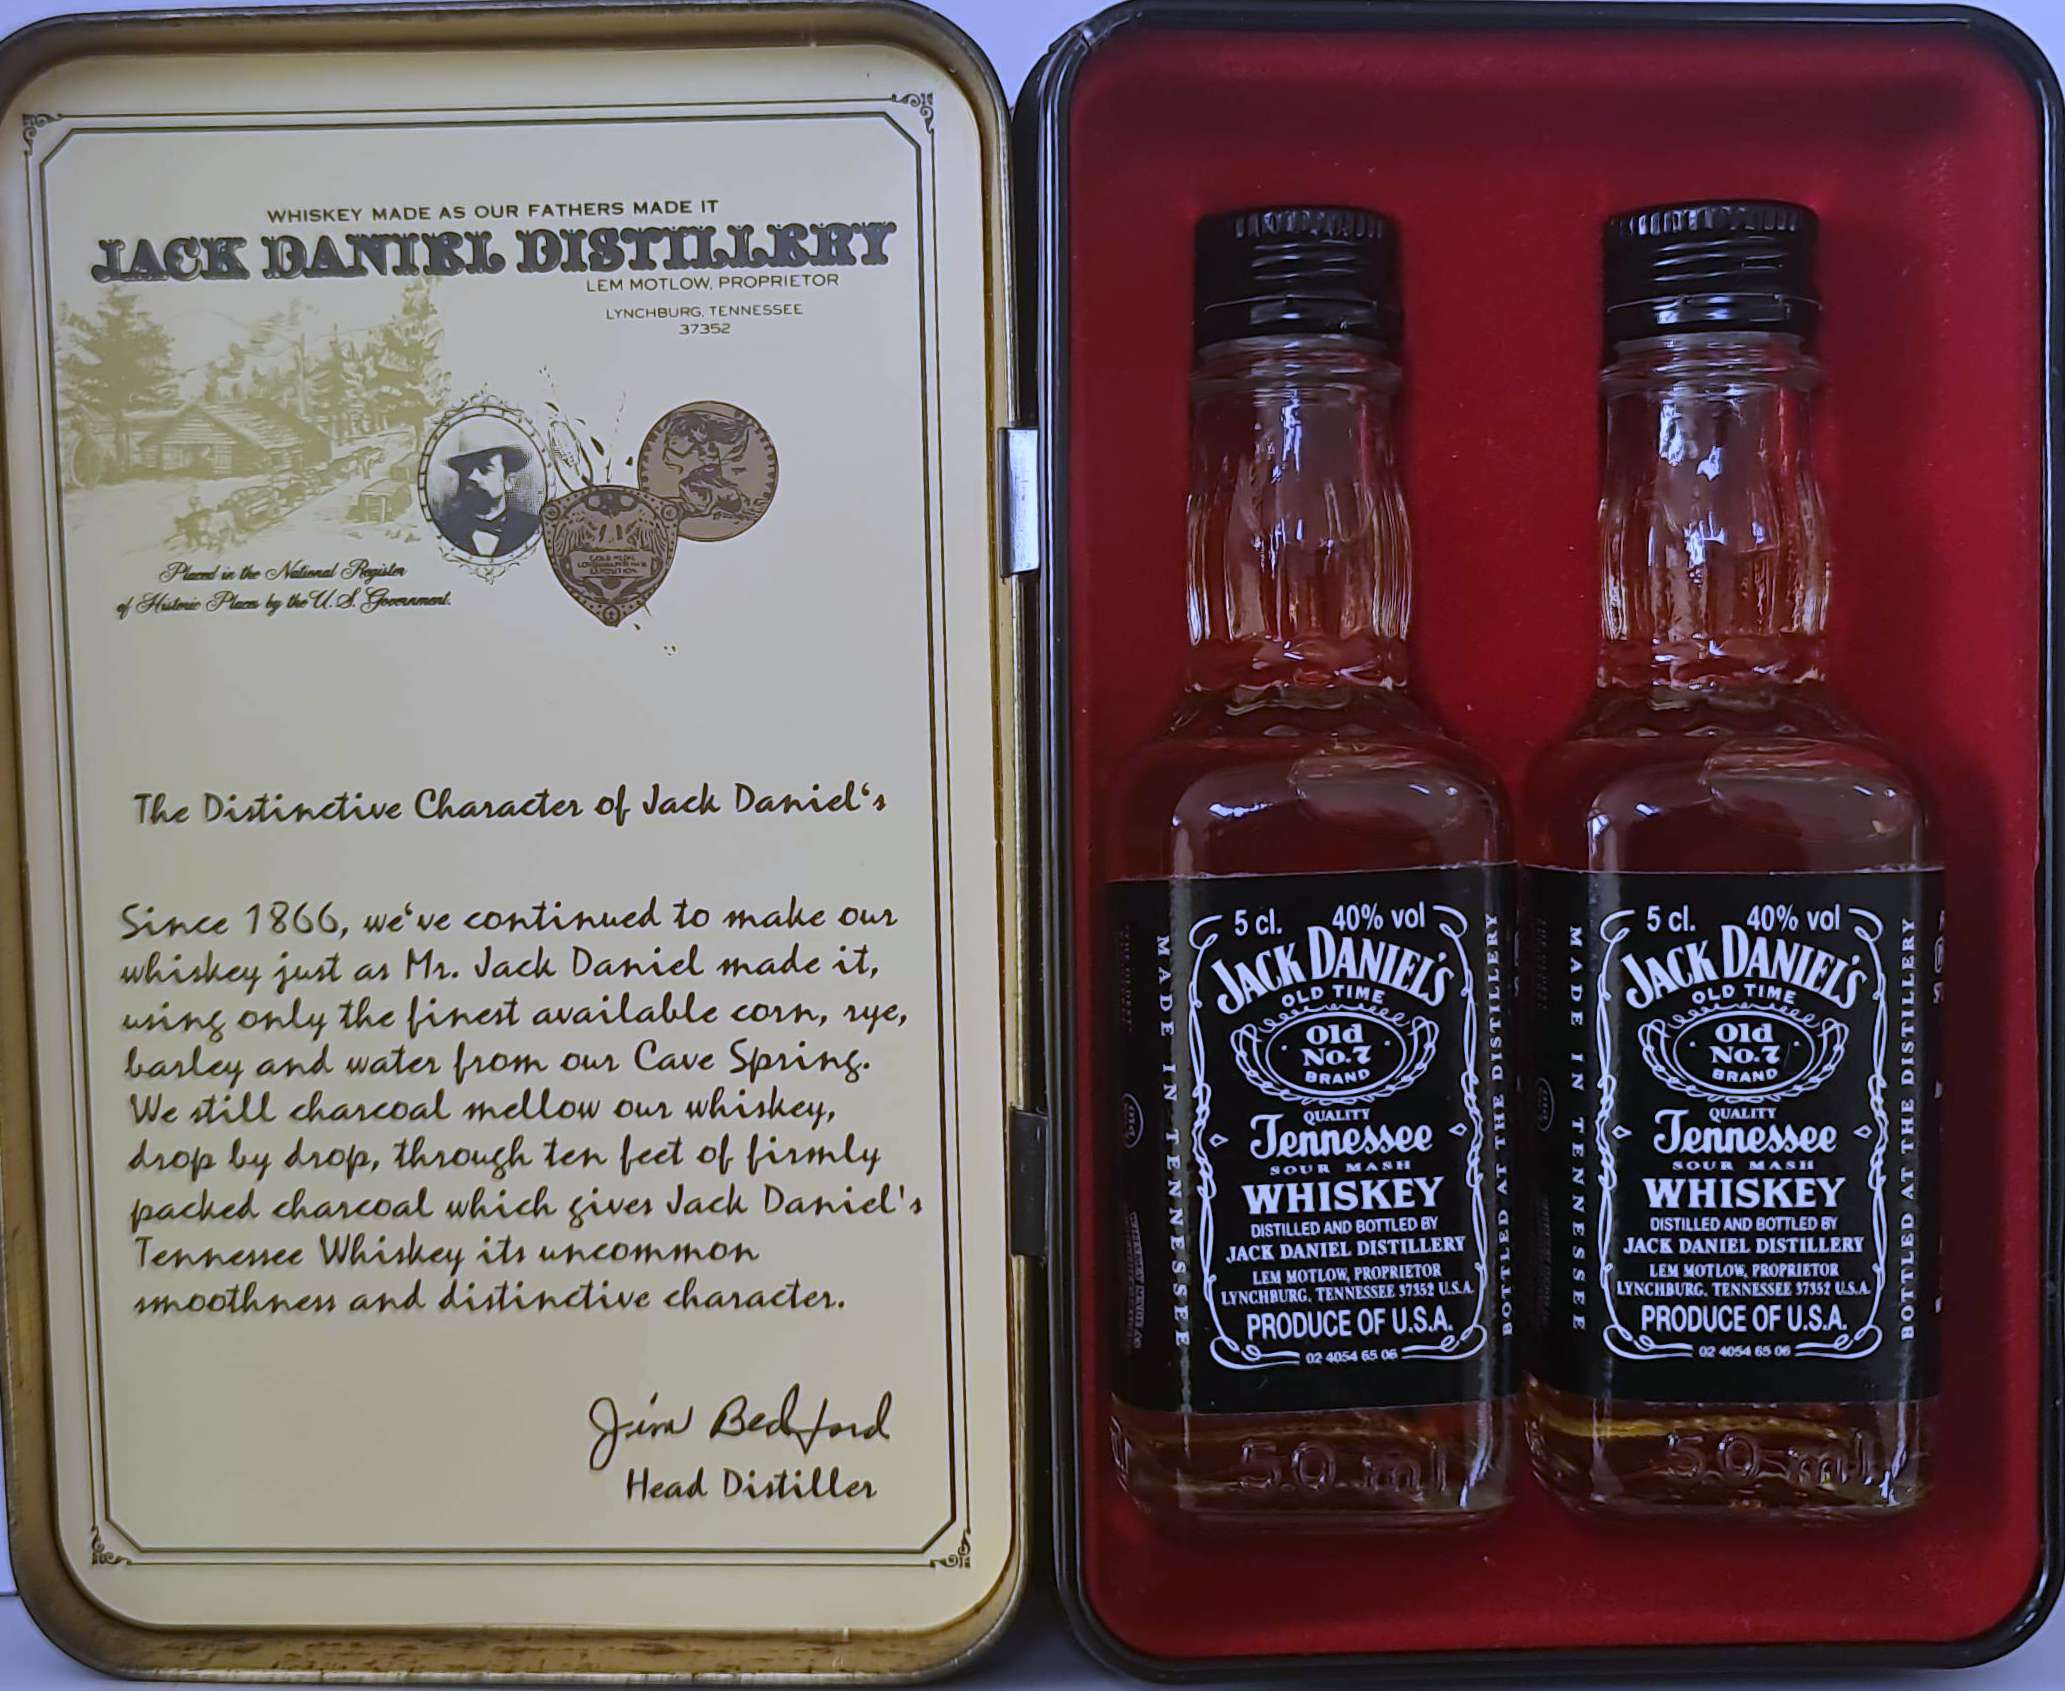 WHISKEY MADE AS OUR FATHERS MADE IT
JACK DANIEL DISTILLERY
LEM MOTLOW, PROPRIETOR
LYNCHBURG, TENNESSEE
37352
GOLD MEDAL
EXPOSITION
Placed in the National Register
of Historic Places by the U.S. Government.
The Distinctive Character of Jack Daniel's
Since 1866, we've continued to make our
whiskey just as Mr. Jack Daniel made it,
using only the finest available corn, rye,
barley and water from our Cave Spring.
We still charcoal mellow our whiskey,
drop by drop, through ten feet of firmly
packed charcoal which gives Jack Daniel's
Tennessee Whiskey its uncommon
smoothness and distinctive character.
Jim Bedford
Head Distiller
MADE IN TENNESSEE
5 cl. 40% vol
JACK DANIEL'S
OLD TIME
Old
No.7
BRAND
QUALITY
Tennessee
SOUR MASH
WHISKEY
DISTILLED AND BOTTLED BY
JACK DANIEL DISTILLERY
LEM MOTLOW, PROPRIETOR
LYNCHBURG, TENNESSEE 37352 U.S.A.
PRODUCE OF U.S.A.
02 4054 65 06
BOTTLED AT THE DISTILLERY
50 ml
MADE IN TENNESSEE
5 cl. 40% vol
JACK DANIEL'S
OLD TIME
Old
No.7
BRAND
QUALITY
Tennessee
SOUR MASH
WHISKEY
DISTILLED AND BOTTLED BY
JACK DANIEL DISTILLERY
LEM MOTLOW, PROPRIETOR
LYNCHBURG, TENNESSEE 37352 U.S.A.
PRODUCE OF U.S.A.
02 4054 65 06
BOTTLED AT THE DISTILLERY
50 ml